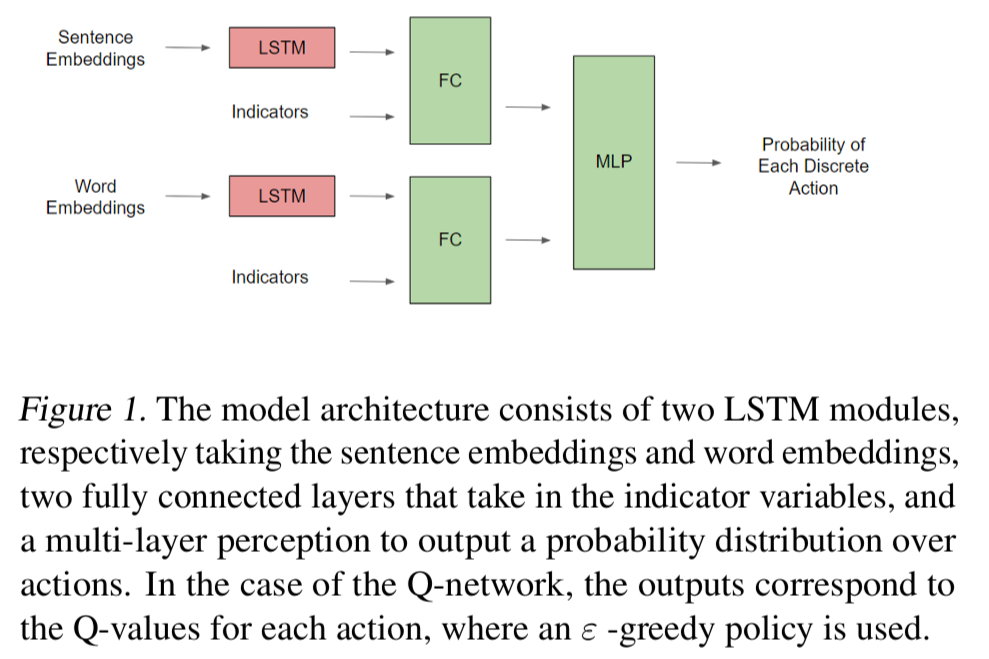 Sentence
Embeddings
LSTM
Indicators
FC
Word
Embeddings
LSTM
Indicators
FC
MLP
Probability of
Each Discrete
Action
Figure 1. The model architecture consists of two LSTM modules,
respectively taking the sentence embeddings and word embeddings,
two fully connected layers that take in the indicator variables, and
a multi-layer perception to output a probability distribution over
actions. In the case of the Q-network, the outputs correspond to
the Q-values for each action, where an ε -greedy policy is used.